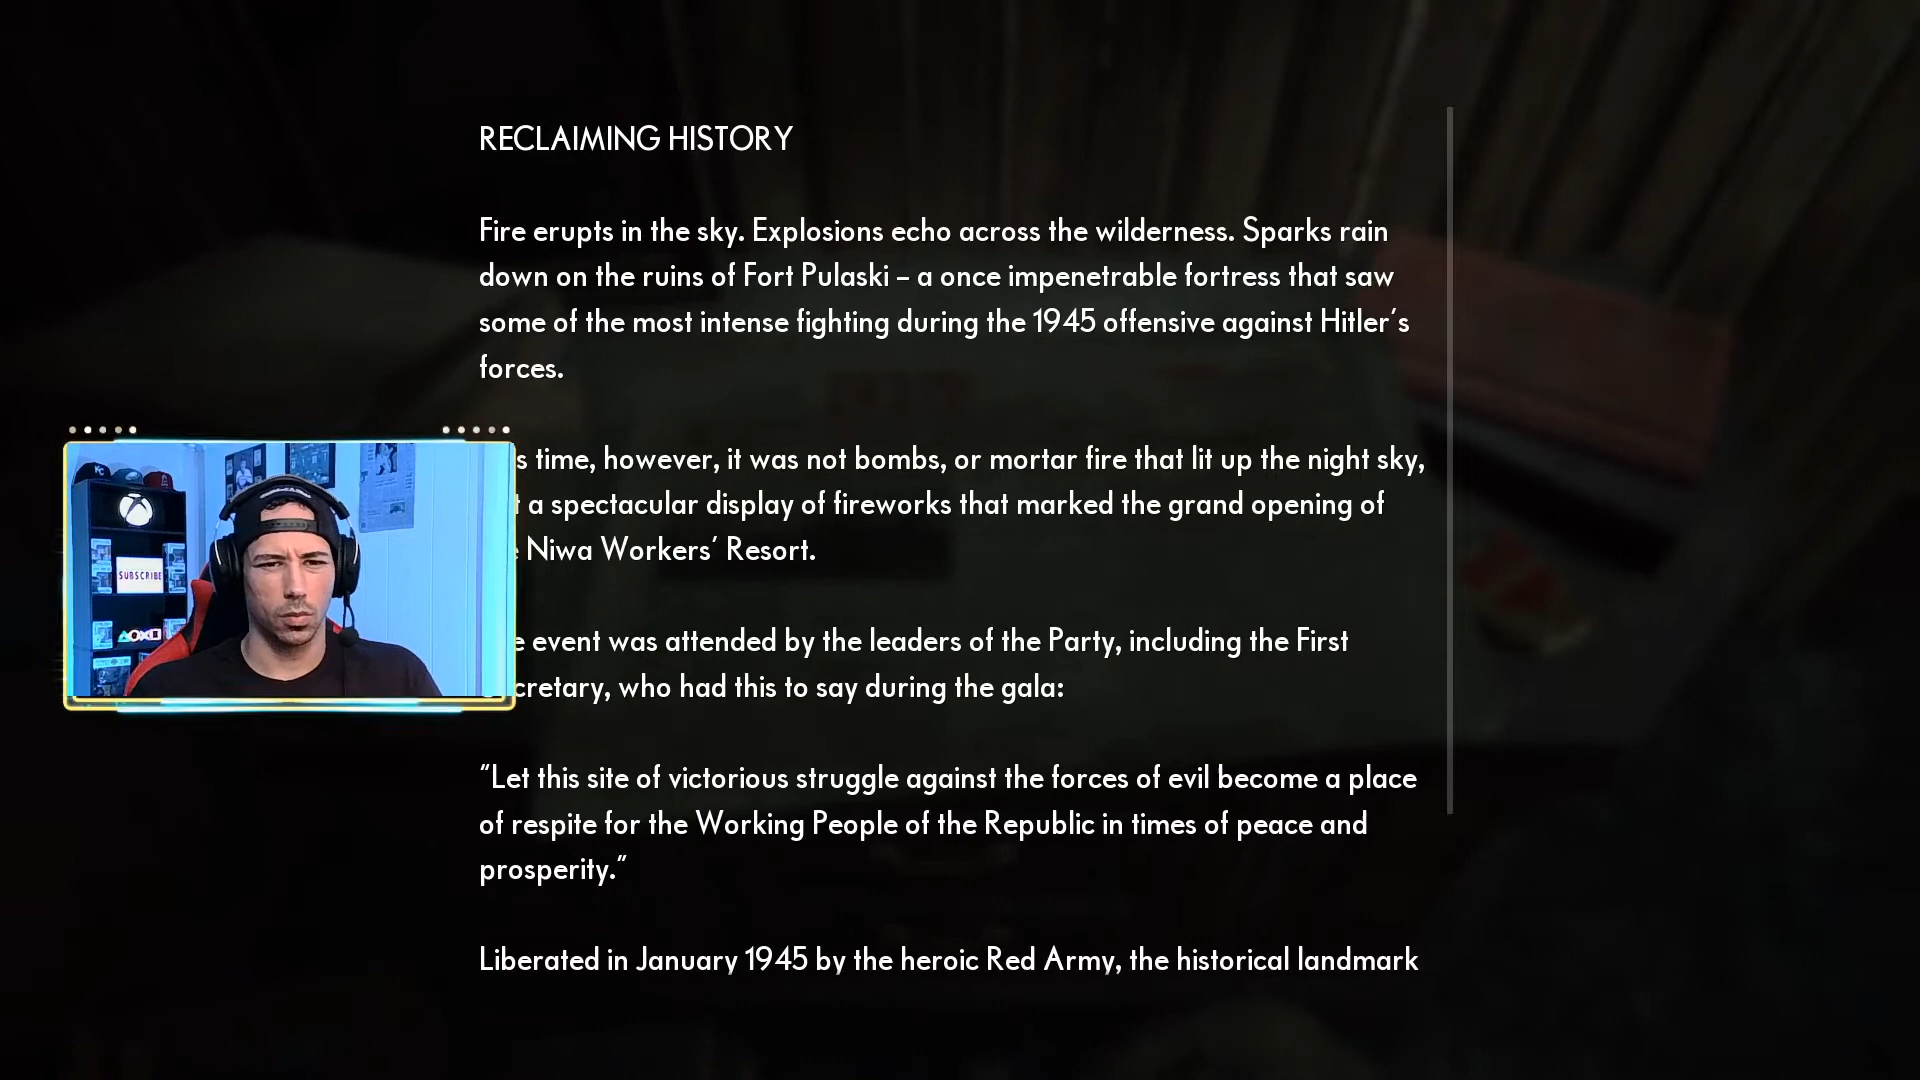 RECLAIMING HISTORY
Fire erupts in the sky. Explosions echo across the wilderness. Sparks rain
down on the ruins of Fort Pulaski – a once impenetrable fortress that saw
some of the most intense fighting during the 1945 offensive against Hitler's
forces.
time, however, it was not bombs, or mortar fire that lit up the night sky,
a spectacular display of fireworks that marked the grand opening of
Niwa Workers' Resort.
event was attended by the leaders of the Party, including the First
who had this to say during the gala:
"Let this site of victorious struggle against the forces of evil become a place
of respite for the Working People of the Republic in times of peace and
prosperity."
Liberated in January 1945 by the heroic Red Army, the historical landmark
SUBSCRIBE